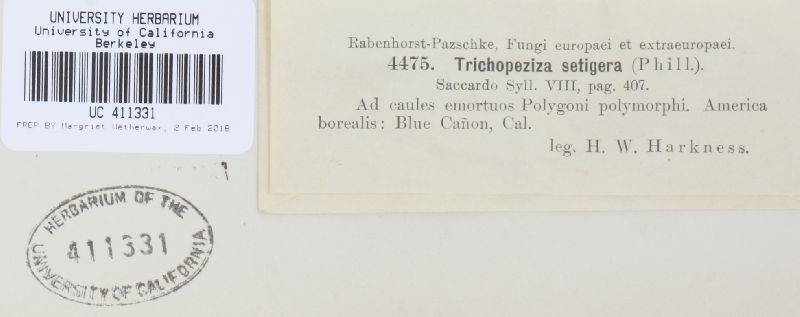 UNIVERSITY HERBARIUM
University of California
Berkeley
UC 411331
PREP BY Margriet Wetherwax, 2 Feb 2018
Rabenhorst-Pazschke, Fungi europaei et extraeuropaei.
4475. Trichopeziza setigera (Phill.).
Saccardo Syll. VIII, pag. 407.
Ad caules emortuos Polygoni polymorphi. America
borealis: Blue Cañon, Cal.
leg. H. W. Harkness.
HERBARIUM OF THE
411331
UNIVERSITY OF CALIFORNIA